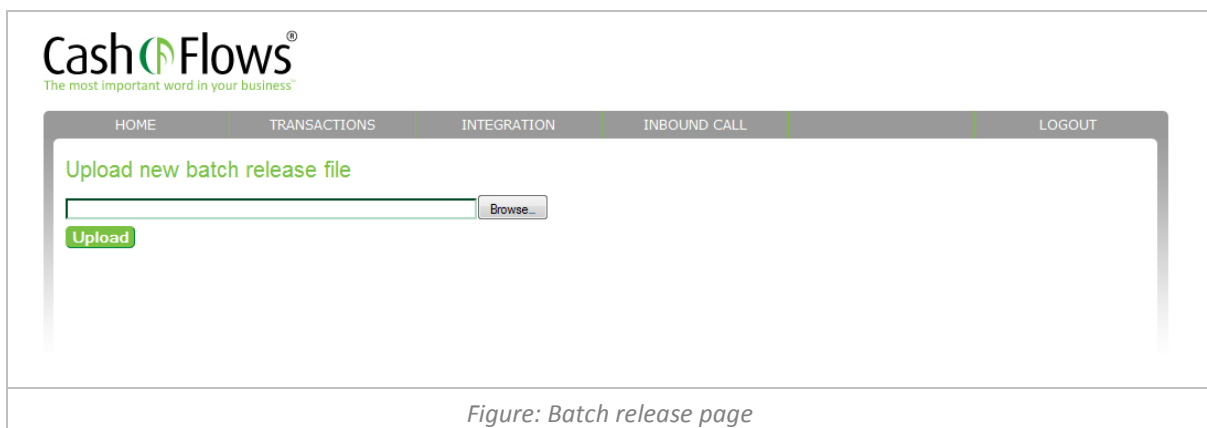 Cash Flows®
The most important word in your business™
HOME TRANSACTIONS INTEGRATION INBOUND CALL LOGOUT
Upload new batch release file
Browse...
Upload
Figure: Batch release page